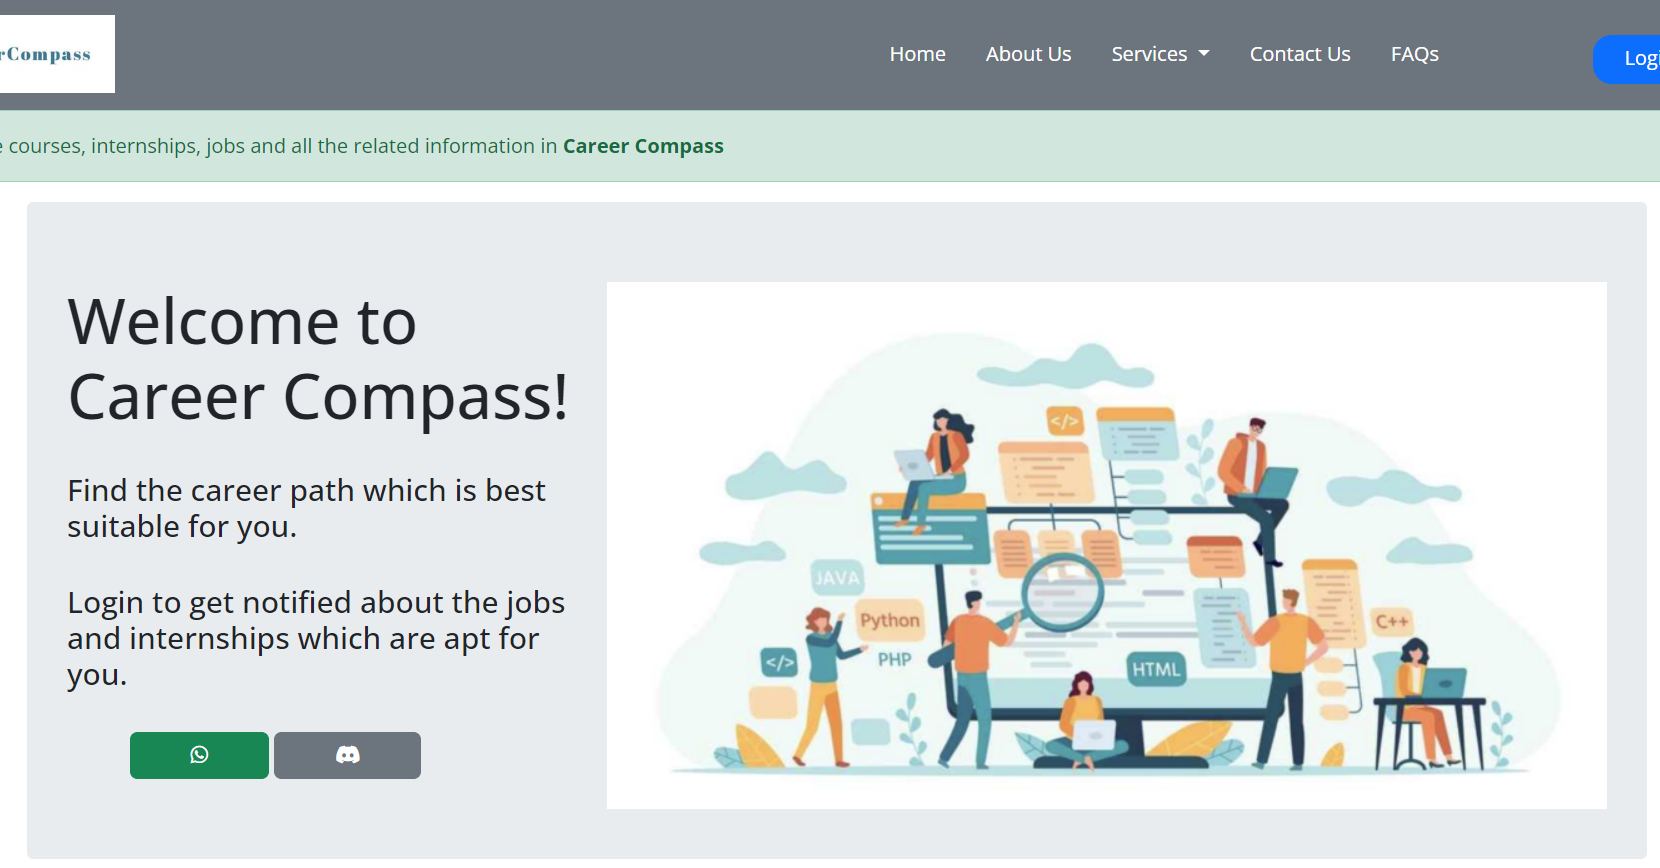 rCompass
Home About Us Services Contact Us FAQs
Logi
courses, internships, jobs and all the related information in Career Compass
Welcome to
Career Compass!
Find the career path which is best
suitable for you.
Login to get notified about the jobs
and internships which are apt for
you.
</>
JAVA
Python
C++
</>
PHP
HTML